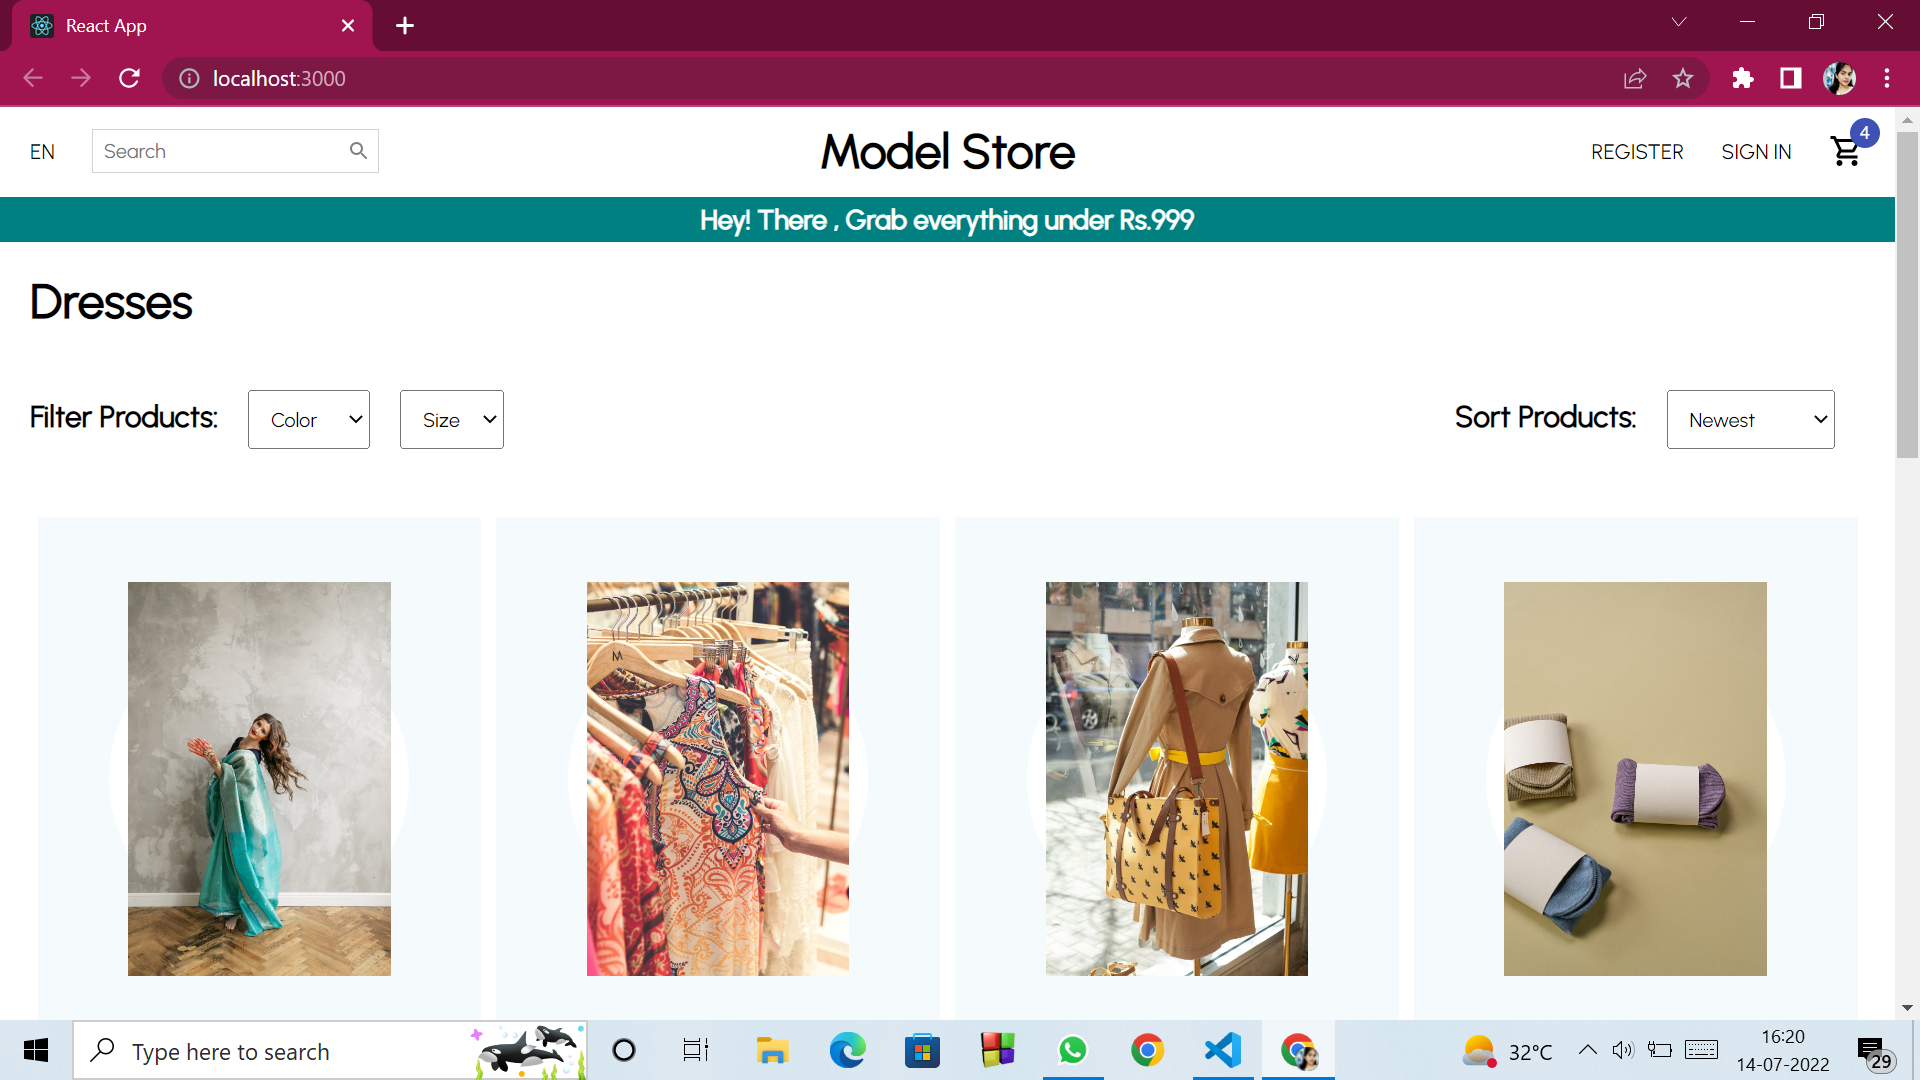 React App
localhost:3000
EN
Search
Model Store
REGISTER
SIGN IN
4
Hey! There , Grab everything under Rs.999
Dresses
Filter Products:
Color
Size
Sort Products:
Newest
M
Type here to search
32°C
16:20
14-07-2022
29